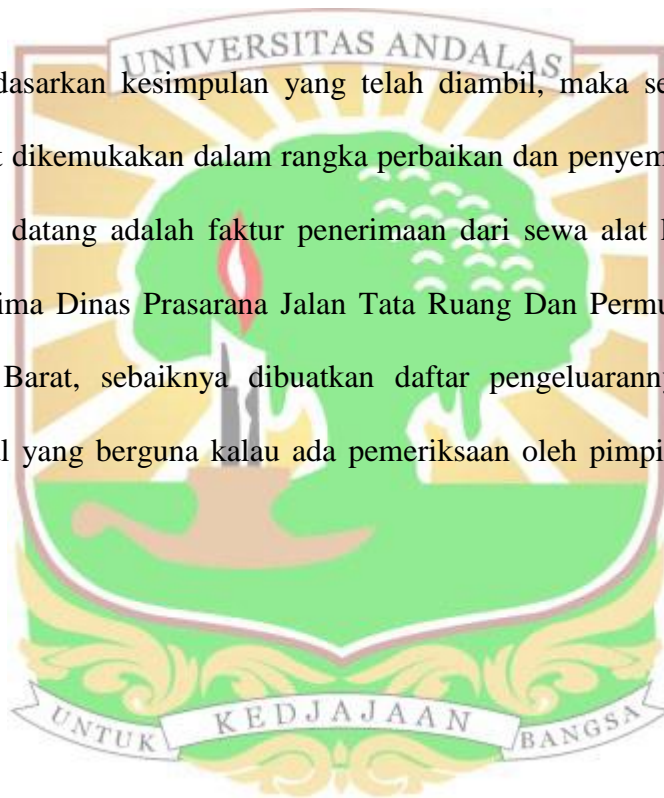 UNIVERSITAS ANDALAS
dasarkan kesimpulan yang telah diambil, maka se
dikemukakan dalam rangka perbaikan dan penyem
datang adalah faktur penerimaan dari sewa alat
ima Dinas Prasarana Jalan Tata Ruang Dan Permu
Barat, sebaiknya dibuatkan daftar pengeluarann
yang berguna kalau ada pemeriksaan oleh pimpi
UNTUK KEDJAJAAN BANGSA